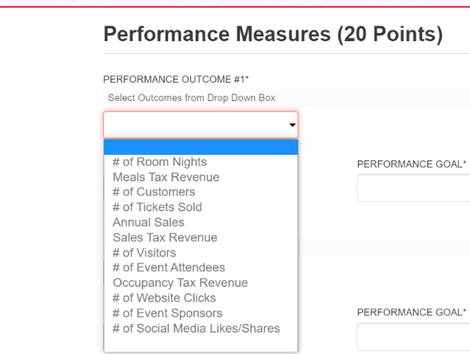 Performance Measures (20 Points)
PERFORMANCE OUTCOME #1*
Select Outcomes from Drop Down Box
# of Room Nights
Meals Tax Revenue
# of Customers
# of Tickets Sold
Annual Sales
Sales Tax Revenue
# of Visitors
# of Event Attendees
Occupancy Tax Revenue
# of Website Clicks
# of Event Sponsors
# of Social Media Likes/Shares
PERFORMANCE GOAL*
PERFORMANCE GOAL*